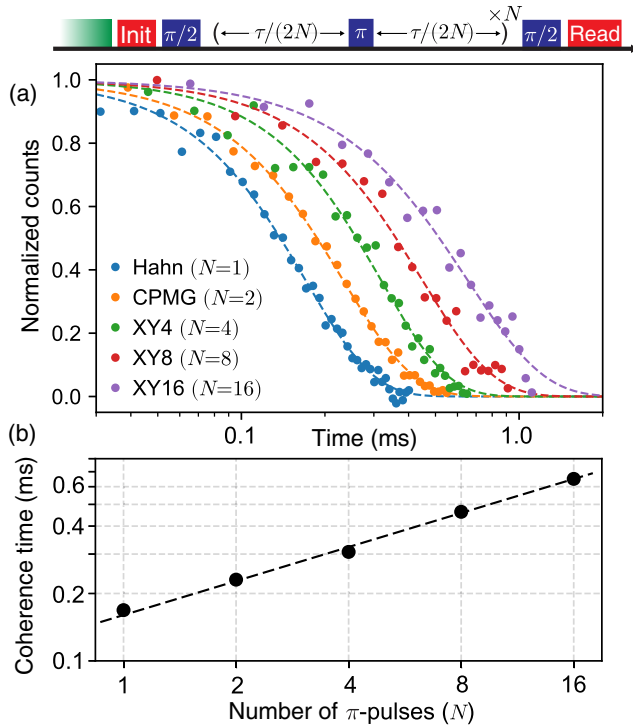 Init π/2 ( τ/(2N) π τ/(2N) )×N π/2 Read
(a)
Normalized counts
1.0
0.8
0.6
0.4
0.2
0.0
Hahn (N=1)
CPMG (N=2)
XY4 (N=4)
XY8 (N=8)
XY16 (N=16)
0.1 1.0
Time (ms)
(b)
Coherence time (ms)
0.6
0.4
0.3
0.2
0.1
1 2 4 8 16
Number of π-pulses (N)